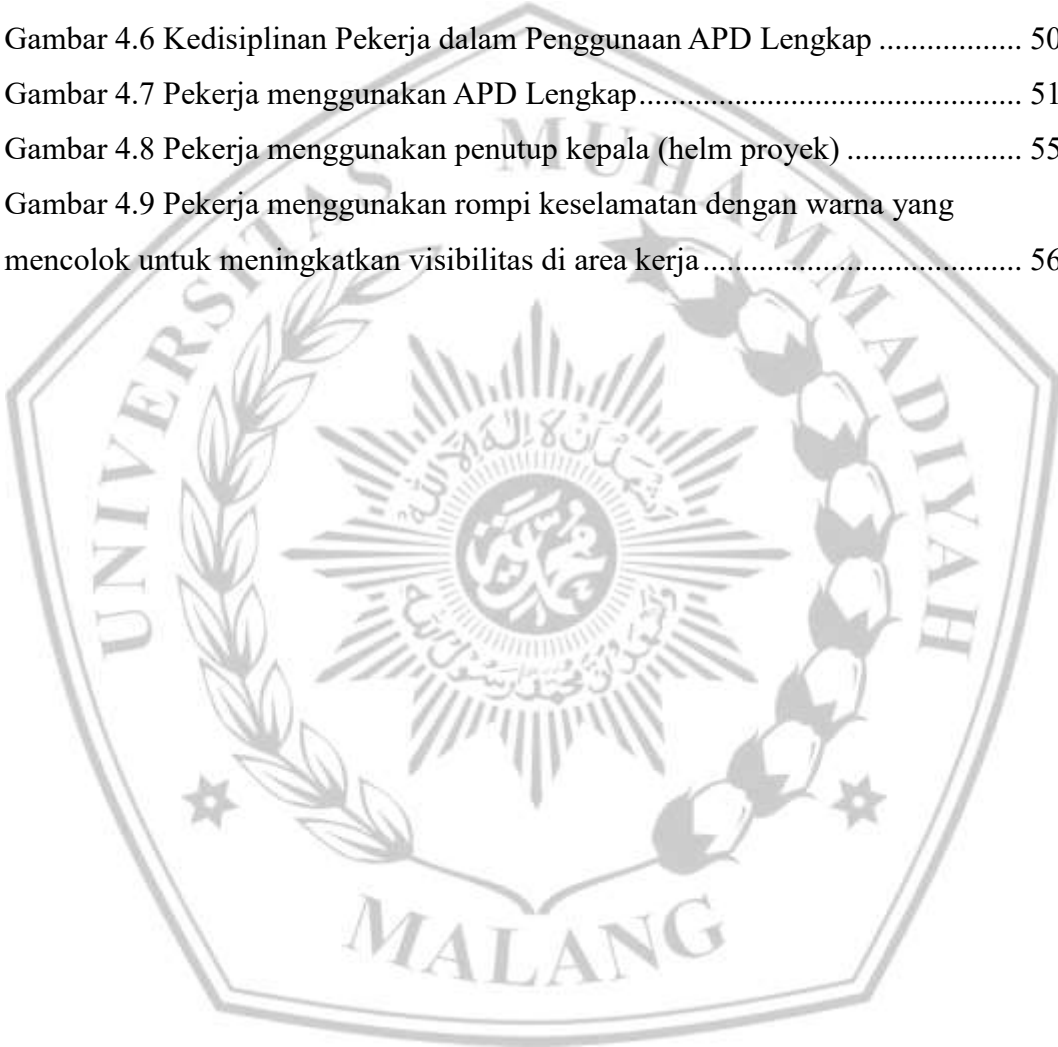 Gambar 4.6 Kedisiplinan Pekerja dalam Penggunaan APD Lengkap ................. 50
Gambar 4.7 Pekerja menggunakan APD Lengkap............................................. 51
Gambar 4.8 Pekerja menggunakan penutup kepala (helm proyek) ..................... 55
Gambar 4.9 Pekerja menggunakan rompi keselamatan dengan warna yang
mencolok untuk meningkatkan visibilitas di area kerja...................................... 56
UNIVERSITAS MUHAMMADIYAH
MALANG